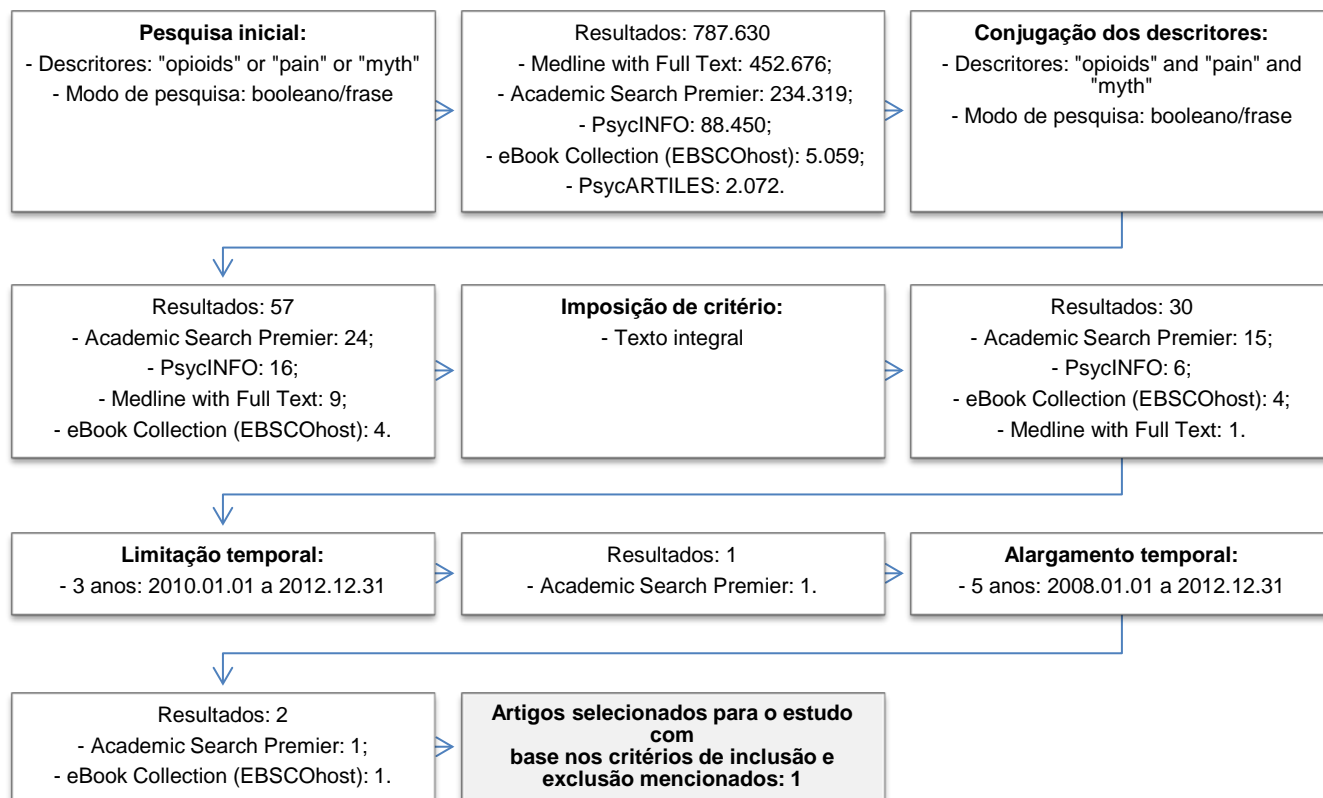 Pesquisa inicial:
- Descritores: "opioids" or "pain" or "myth"
- Modo de pesquisa: booleano/frase
Resultados: 787.630
- Medline with Full Text: 452.676;
- Academic Search Premier: 234.319;
- PsycINFO: 88.450;
- eBook Collection (EBSCOhost): 5.059;
- PsycARTILES: 2.072.
Conjugação dos descritores:
- Descritores: "opioids" and "pain" and
"myth"
- Modo de pesquisa: booleano/frase
Resultados: 57
- Academic Search Premier: 24;
- PsycINFO: 16;
- Medline with Full Text: 9;
- eBook Collection (EBSCOhost): 4.
Imposição de critério:
- Texto integral
Resultados: 30
- Academic Search Premier: 15;
- PsycINFO: 6;
- eBook Collection (EBSCOhost): 4;
- Medline with Full Text: 1.
Limitação temporal:
- 3 anos: 2010.01.01 a 2012.12.31
Resultados: 1
- Academic Search Premier: 1.
Alargamento temporal:
- 5 anos: 2008.01.01 a 2012.12.31
Resultados: 2
- Academic Search Premier: 1;
- eBook Collection (EBSCOhost): 1.
Artigos selecionados para o estudo
com
base nos critérios de inclusão e
exclusão mencionados: 1